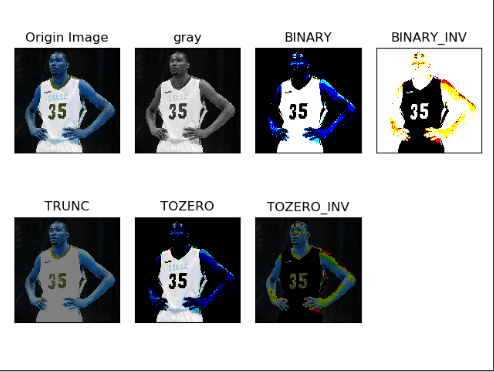 Origin Image
gray
BINARY
BINARY_INV
35
35
35
35
TRUNC
TOZERO
TOZERO_INV
35
35
35